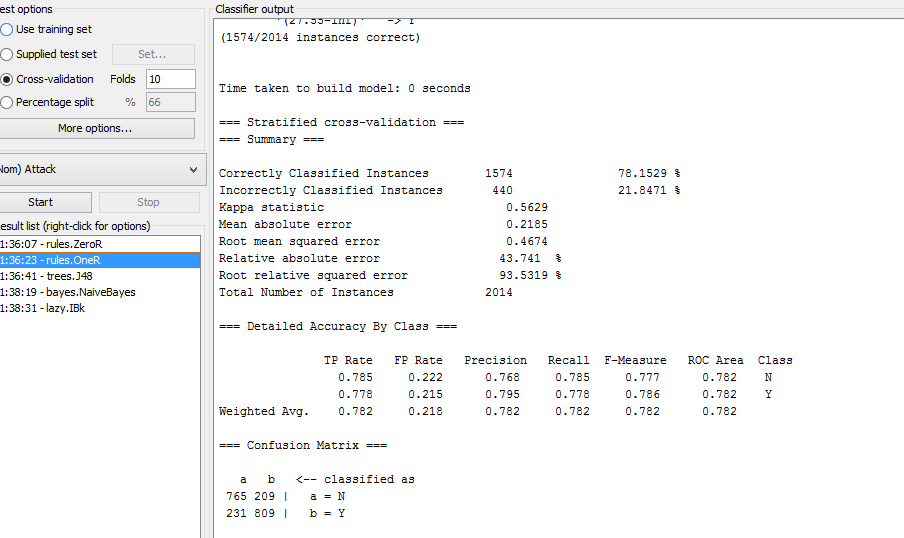 est options
Use training set
Supplied test set Set...
Cross-validation Folds 10
Percentage split % 66
More options...
Nom) Attack
Start Stop
esult list (right-click for options)
1:36:07 - rules.ZeroR
1:36:23 - rules.OneR
1:36:41 - trees.J48
1:38:19 - bayes.NaiveBayes
1:38:31 - lazy.IBk
Classifier output
'(27.55-inf)' -> Y
(1574/2014 instances correct)
Time taken to build model: 0 seconds
=== Stratified cross-validation ===
=== Summary ===
Correctly Classified Instances 1574 78.1529 %
Incorrectly Classified Instances 440 21.8471 %
Kappa statistic 0.5629
Mean absolute error 0.2185
Root mean squared error 0.4674
Relative absolute error 43.741 %
Root relative squared error 93.5319 %
Total Number of Instances 2014
=== Detailed Accuracy By Class ===
TP Rate FP Rate Precision Recall F-Measure ROC Area Class
0.785 0.222 0.768 0.785 0.777 0.782 N
0.778 0.215 0.795 0.778 0.786 0.782 Y
Weighted Avg. 0.782 0.218 0.782 0.782 0.782 0.782
=== Confusion Matrix ===
a b <-- classified as
765 209 | a = N
231 809 | b = Y